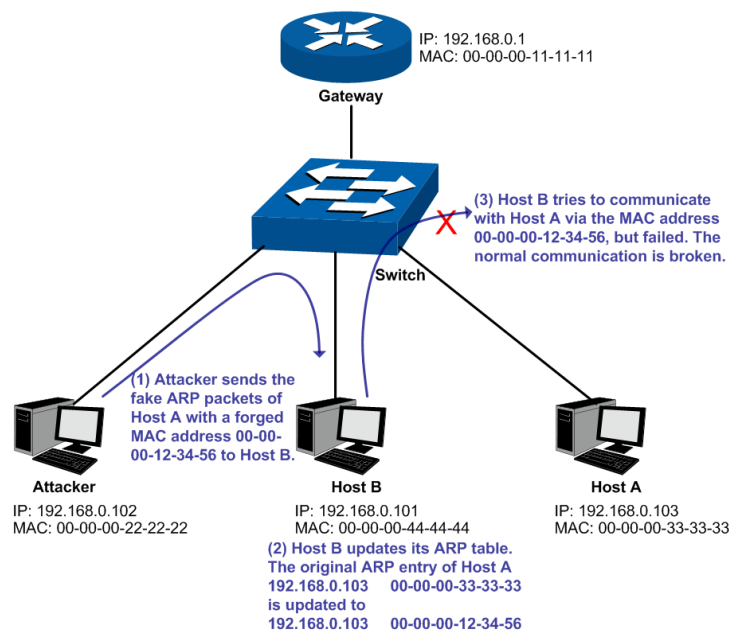 IP: 192.168.0.1
MAC: 00-00-00-11-11-11
Gateway
(3) Host B tries to communicate
with Host A via the MAC address
00-00-00-12-34-56, but failed. The
normal communication is broken.
Switch
(1) Attacker sends the
fake ARP packets of
Host A with a forged
MAC address 00-00-
00-12-34-56 to Host B.
Attacker
IP: 192.168.0.102
MAC: 00-00-00-22-22-22
Host B
IP: 192.168.0.101
MAC: 00-00-00-44-44-44
Host A
IP: 192.168.0.103
MAC: 00-00-00-33-33-33
(2) Host B updates its ARP table.
The original ARP entry of Host A
192.168.0.103 00-00-00-33-33-33
is updated to
192.168.0.103 00-00-00-12-34-56